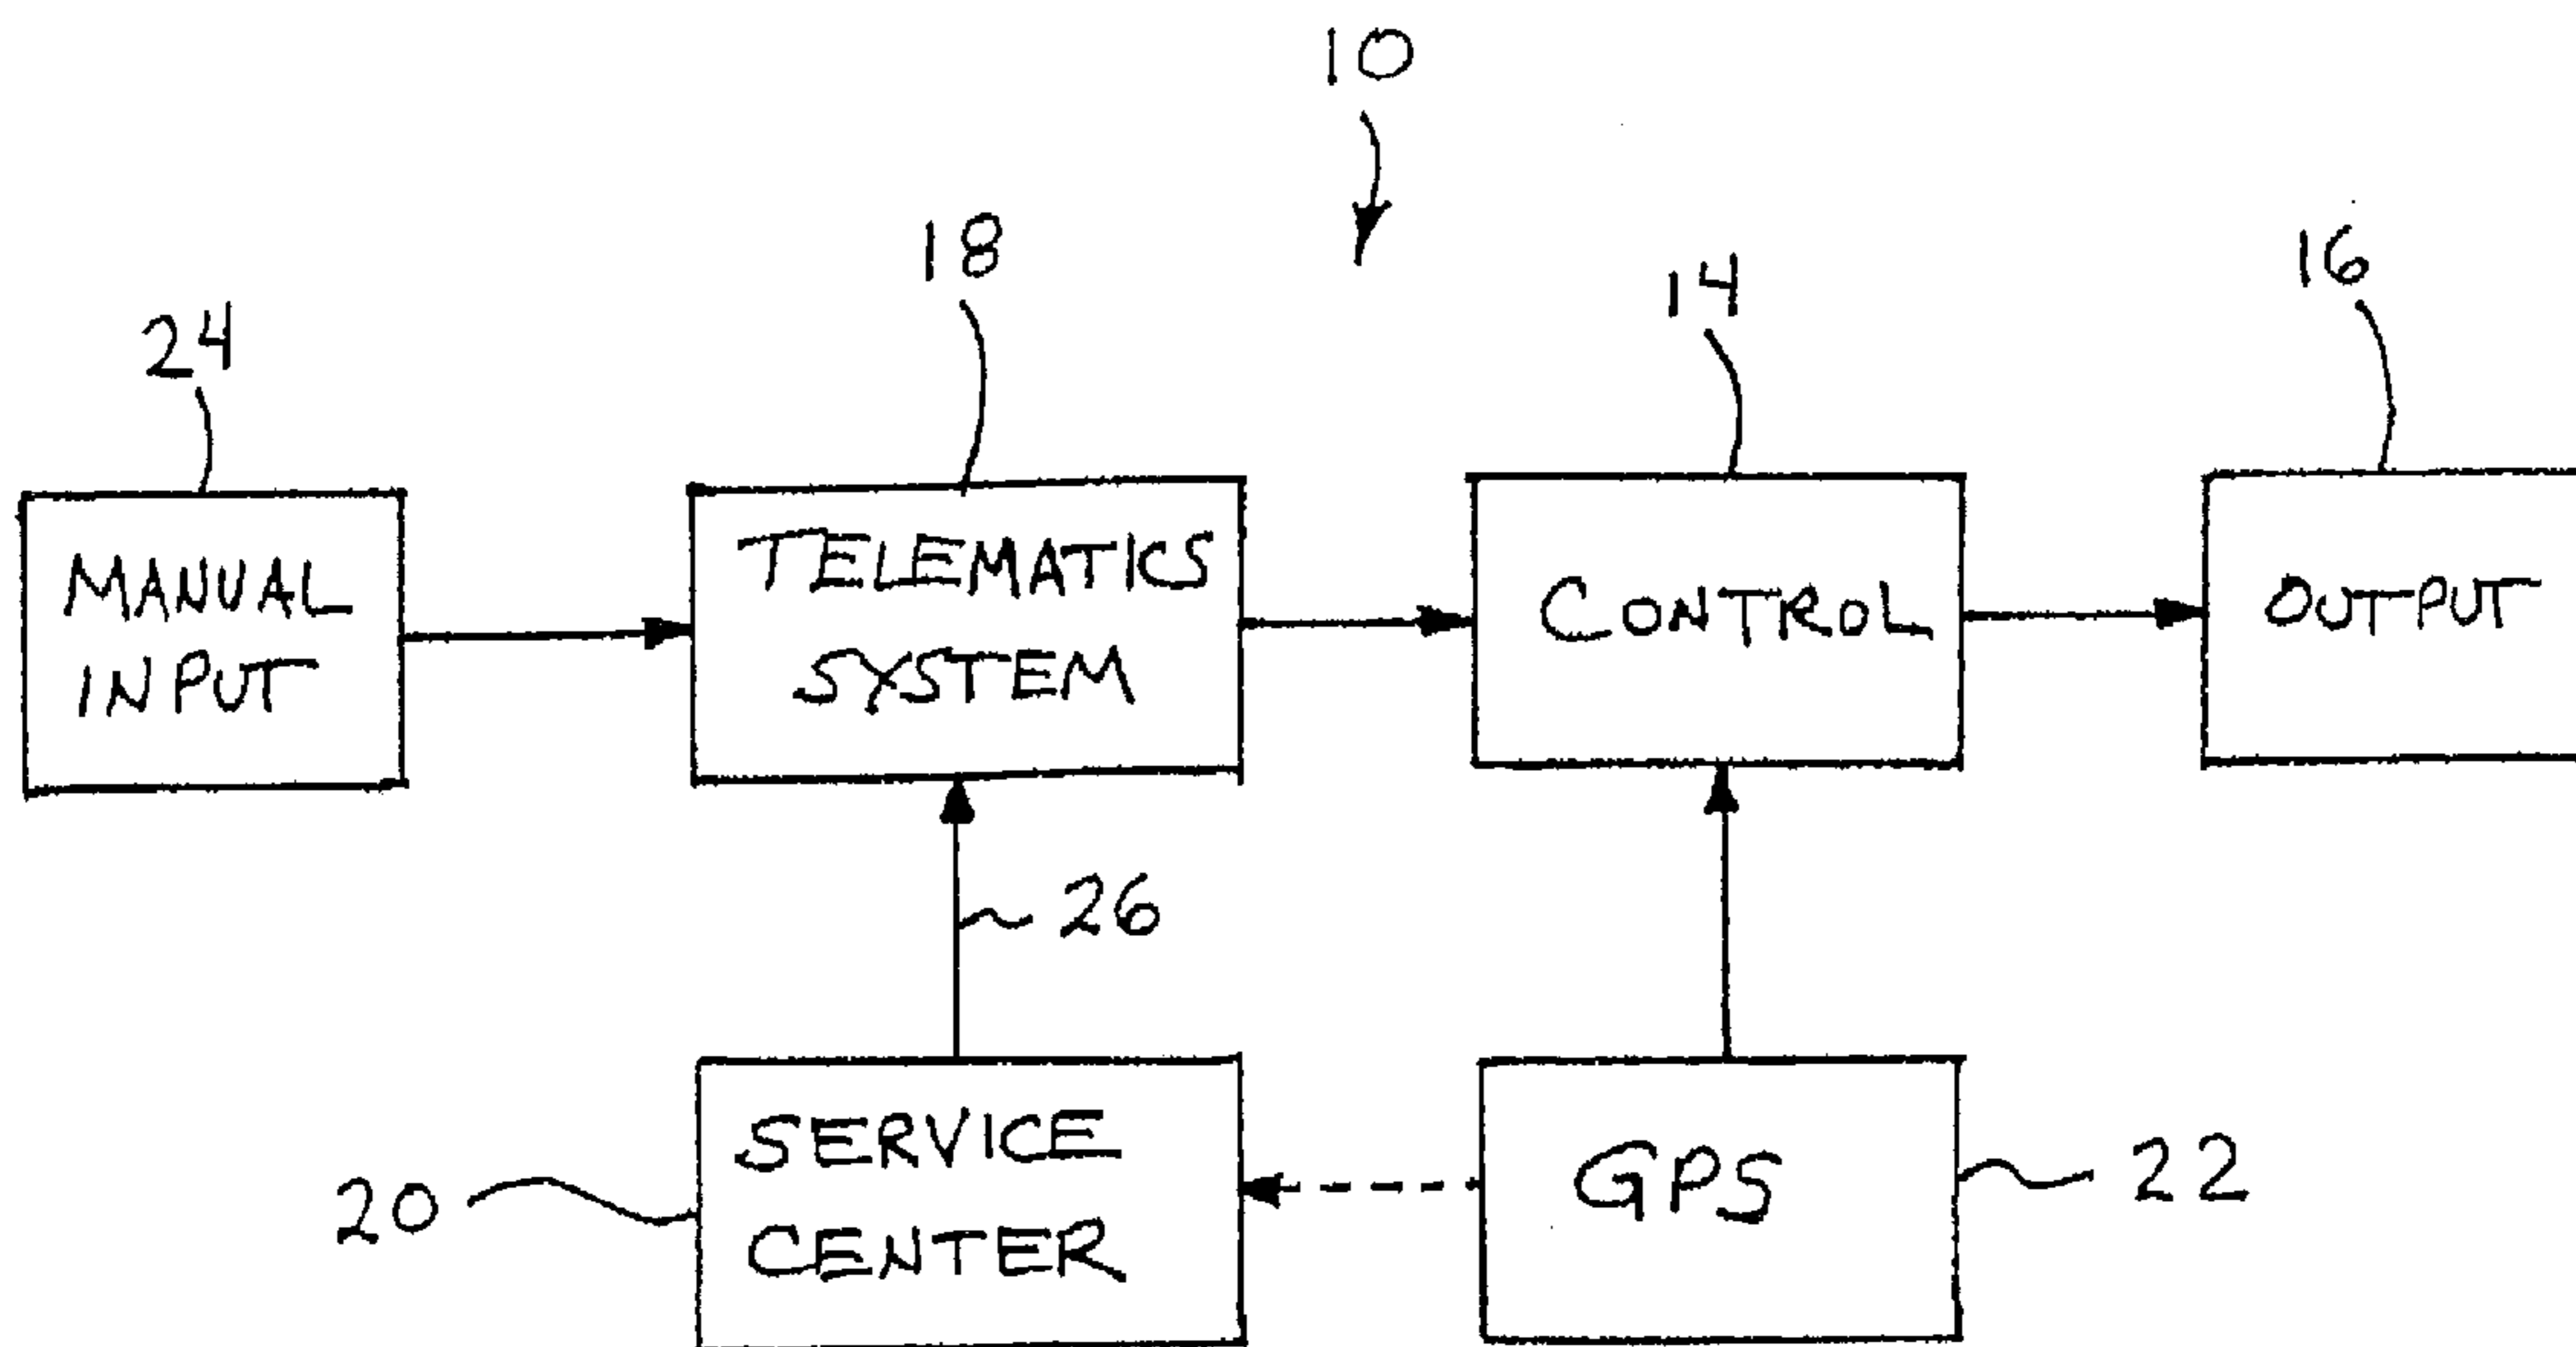 10
18
16
14
24
MANUAL
INPUT
TELEMATICS
SYSTEM
CONTROL
OUTPUT
26
SERVICE
CENTER
GPS
20
22